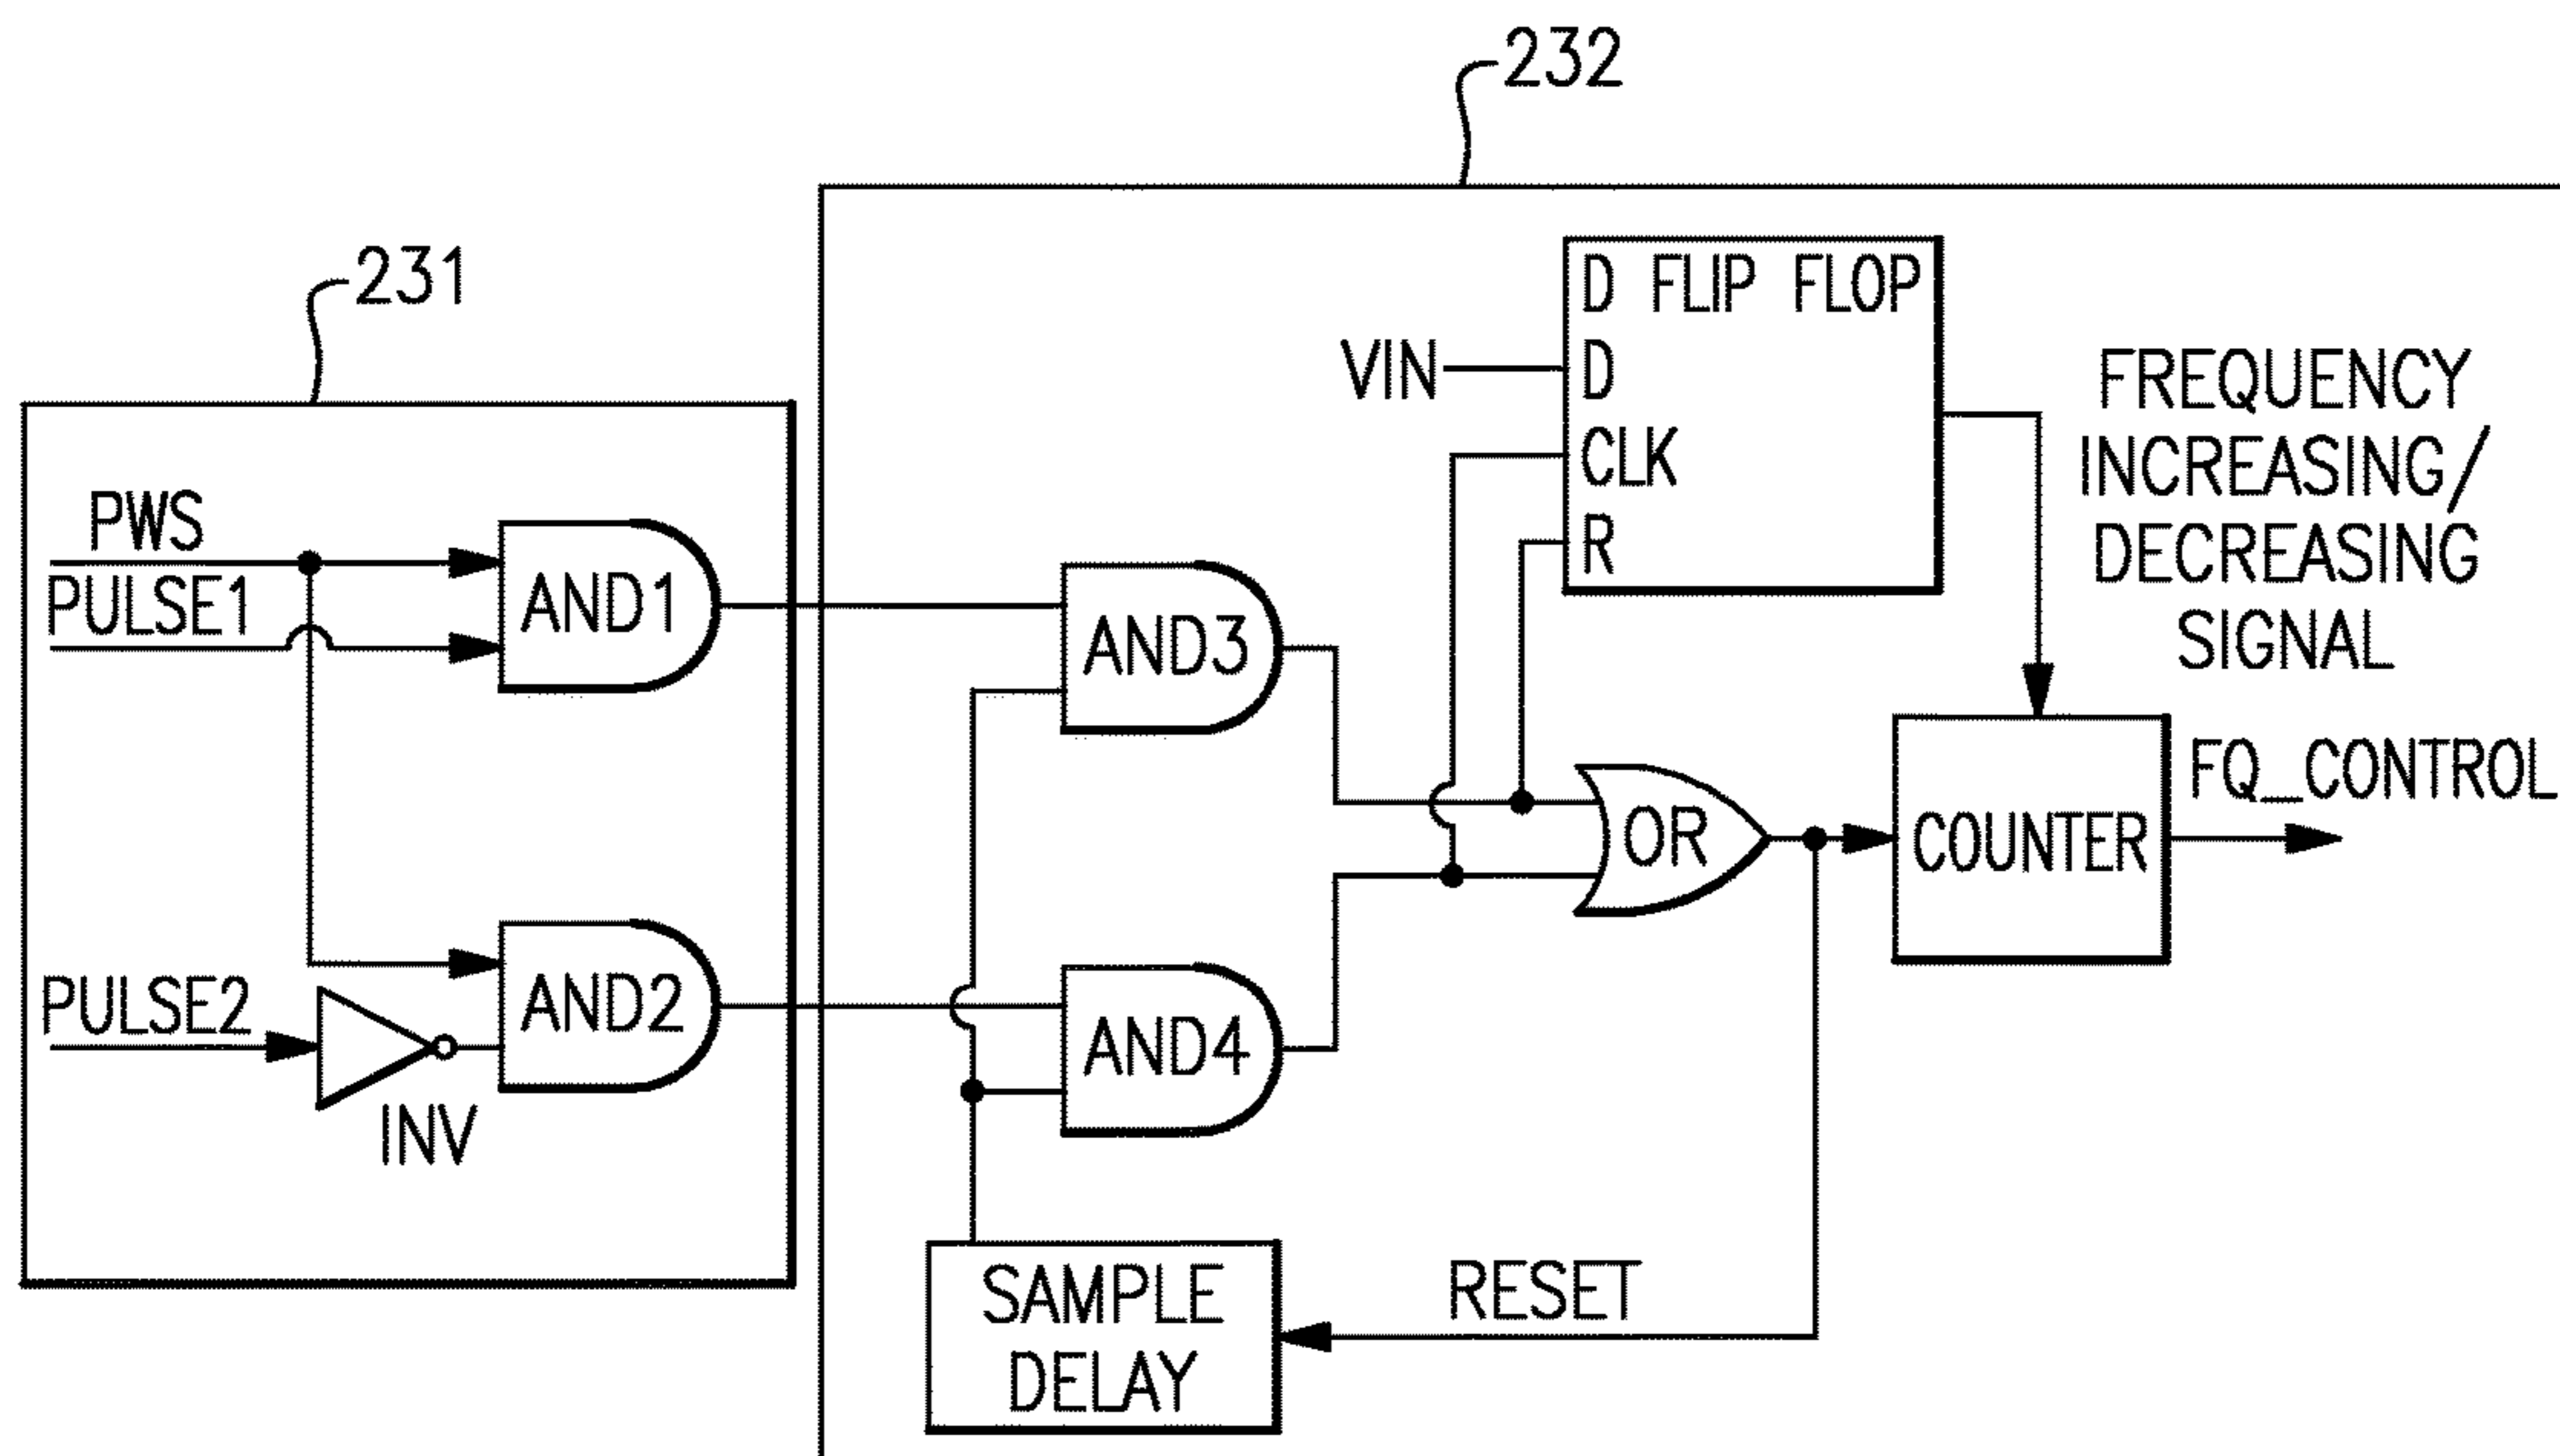 232
231
D FLIP FLOP
VIN
D
CLK
R
FREQUENCY
INCREASING/
DECREASING
SIGNAL
PWS
PULSE1
AND1
AND3
FQ_CONTROL
OR
COUNTER
PULSE2
AND2
AND4
INV
SAMPLE
DELAY
RESET